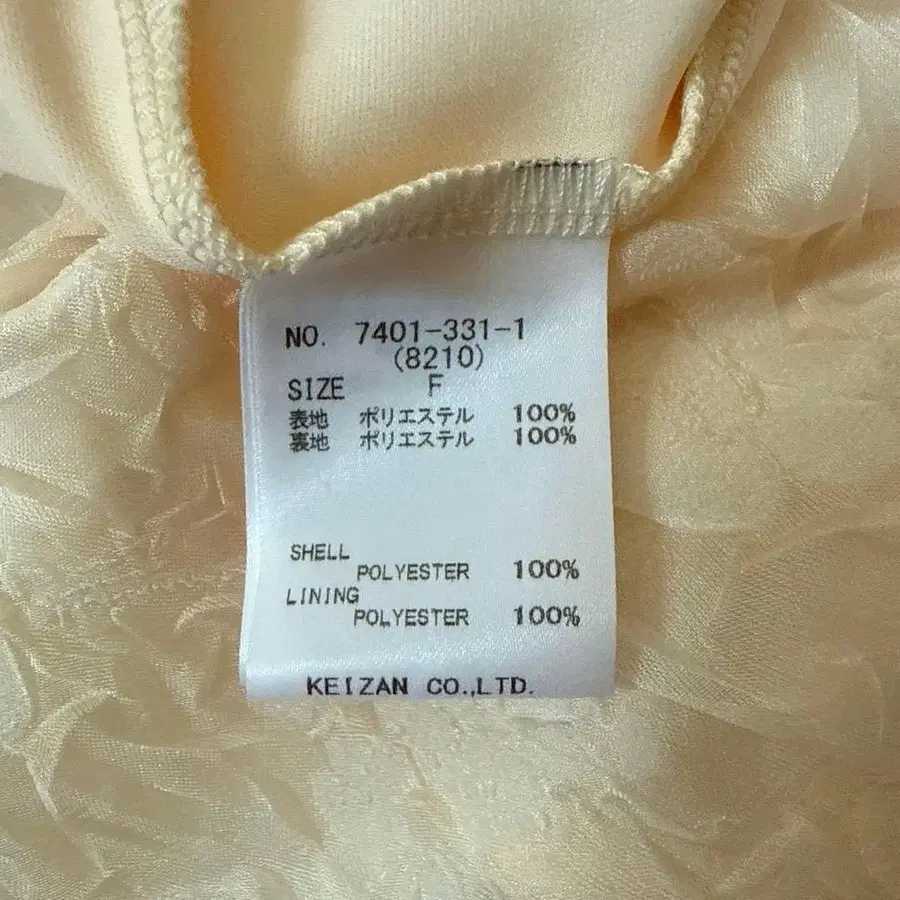 NO. 7401-331-1
(8210)
SIZE F
表地 ポリエステル 100%
裏地 ポリエステル 100%
SHELL
POLYESTER 100%
LINING
POLYESTER 100%
KEIZAN CO.,LTD.